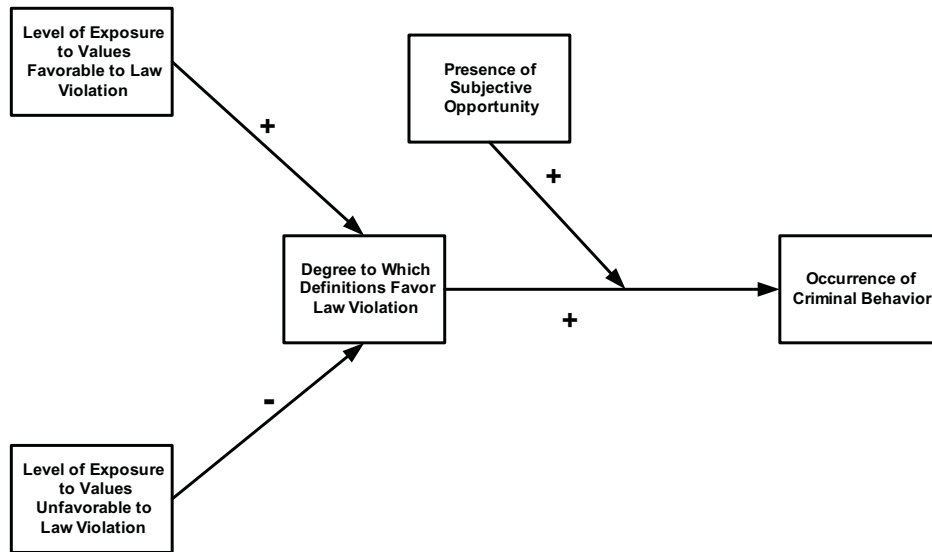 Level of Exposure
to Values
Favorable to Law
Violation
Presence of
Subjective
Opportunity
+
+
Degree to Which
Definitions Favor
Law Violation
Occurrence of
Criminal Behavior
+
-
Level of Exposure
to Values
Unfavorable to
Law Violation